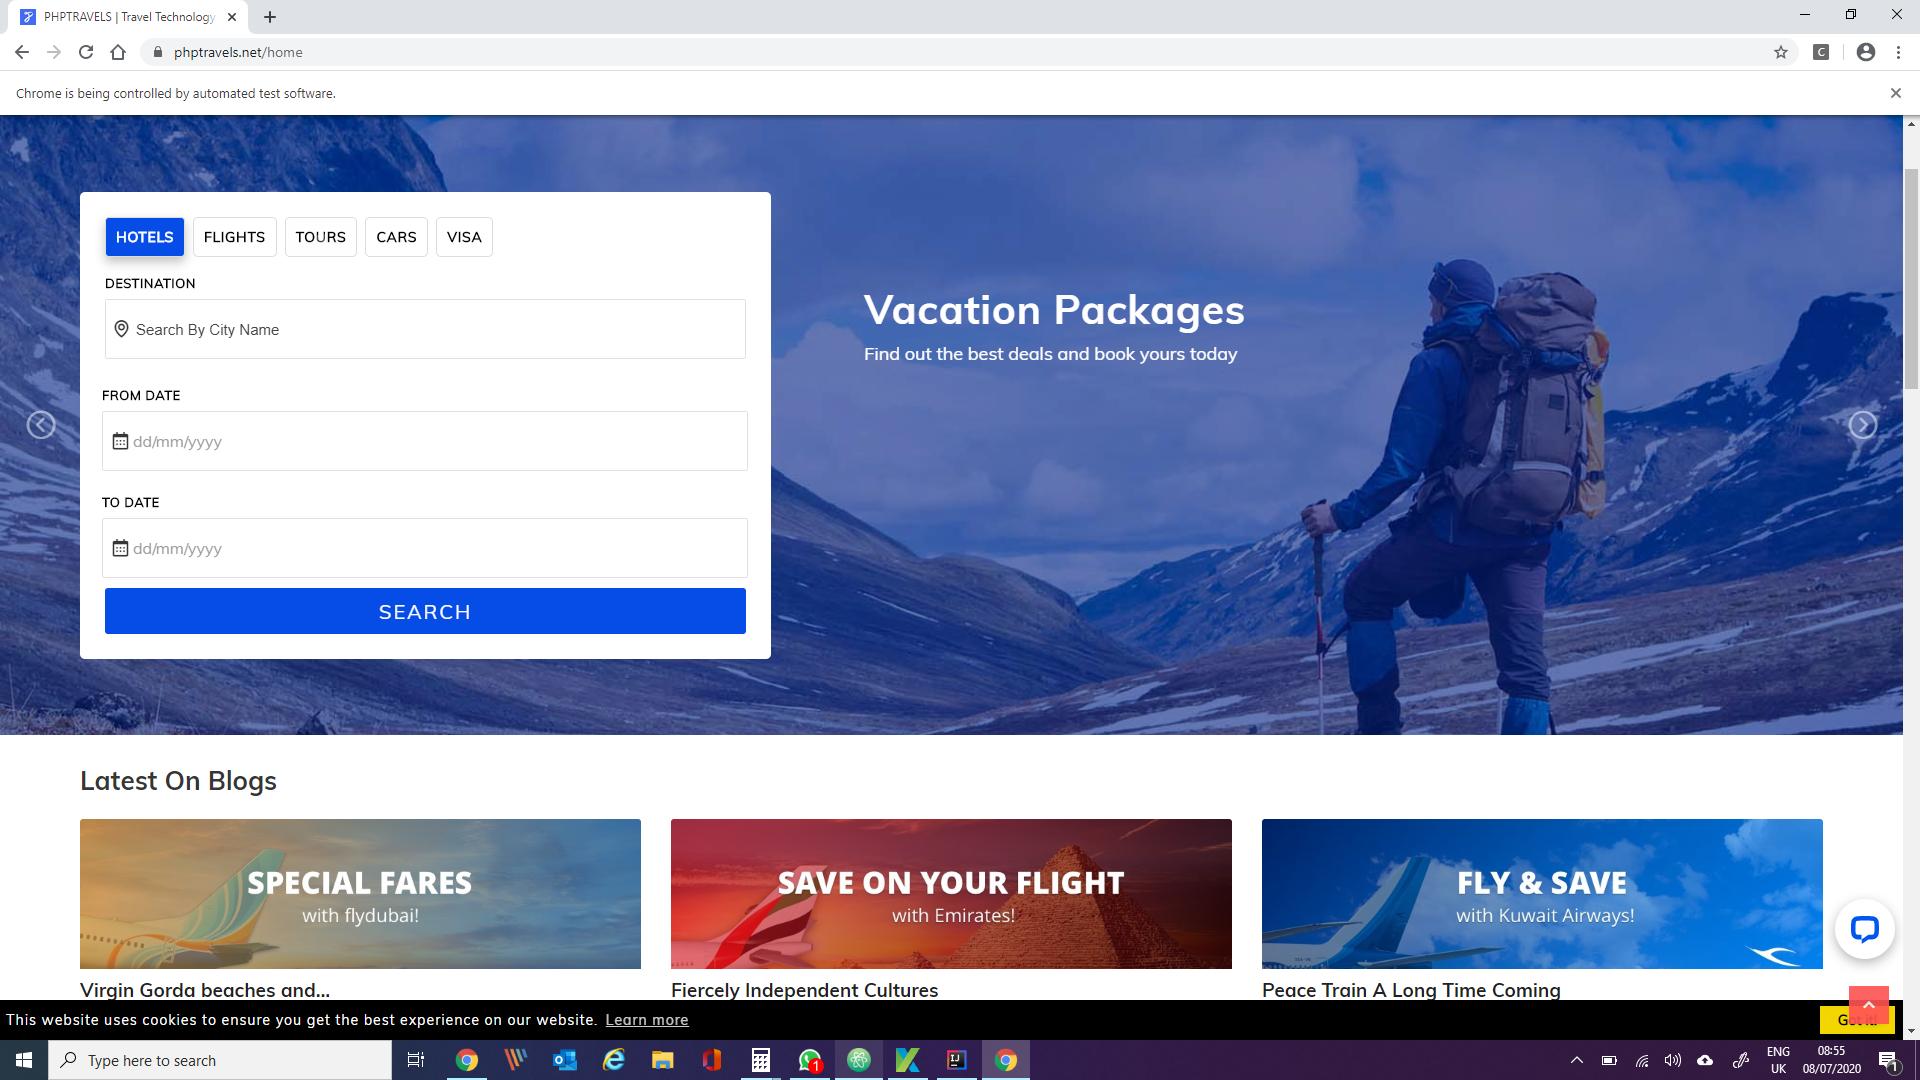 PHPTRAVELS | Travel Technology
phptravels.net/home
Chrome is being controlled by automated test software.
HOTELS
FLIGHTS
TOURS
CARS
VISA
DESTINATION
Search By City Name
FROM DATE
dd/mm/yyyy
TO DATE
dd/mm/yyyy
SEARCH
Vacation Packages
Find out the best deals and book yours today
Latest On Blogs
SPECIAL FARES
with flydubai!
Virgin Gorda beaches and...
SAVE ON YOUR FLIGHT
with Emirates!
Fiercely Independent Cultures
FLY & SAVE
with Kuwait Airways!
Peace Train A Long Time Coming
This website uses cookies to ensure you get the best experience on our website. Learn more
Got it!
Type here to search
1
ENG
UK
08:55
08/07/2020
1